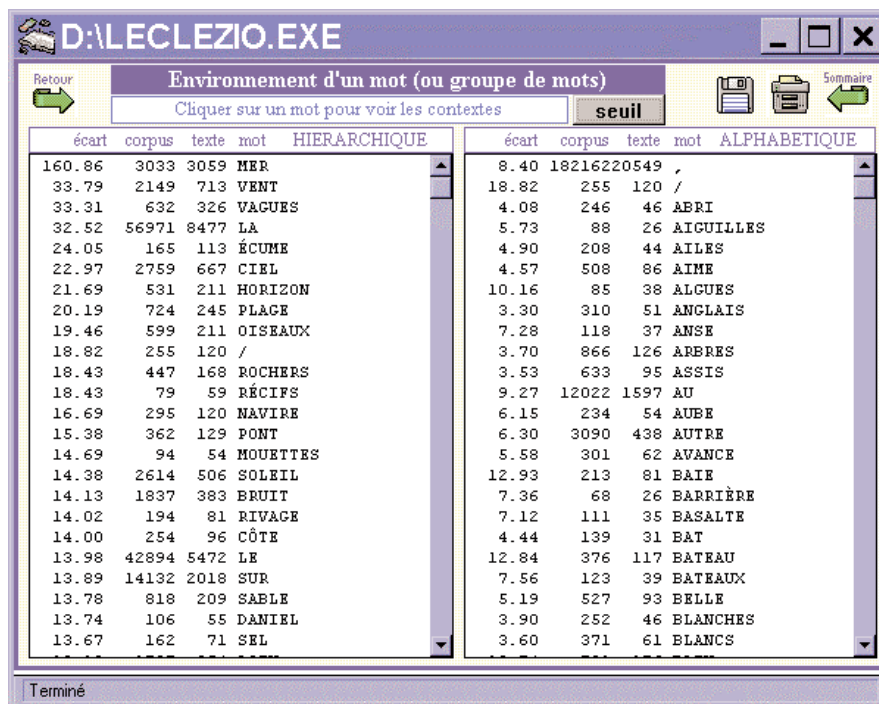 D:\LECLEZIO.EXE
Retour
Environnement d'un mot (ou groupe de mots)
Sommaire
Cliquer sur un mot pour voir les contextes
seuil
écart corpus texte mot HIERARCHIQUE
160.86 3033 3059 MER
33.79 2149 713 VENT
33.31 632 326 VAGUES
32.52 56971 8477 LA
24.05 165 113 ÉCUME
22.97 2759 667 CIEL
21.69 531 211 HORIZON
20.19 724 245 PLAGE
19.46 599 211 OISEAUX
18.82 255 120 /
18.43 447 168 ROCHERS
18.43 79 59 RÉCIFS
16.69 295 120 NAVIRE
15.38 362 129 PONT
14.69 94 54 MOUETTES
14.38 2614 506 SOLEIL
14.13 1837 383 BRUIT
14.02 194 81 RIVAGE
14.00 254 96 CÔTE
13.98 42894 5472 LE
13.89 14132 2018 SUR
13.78 818 209 SABLE
13.74 106 55 DANIEL
13.67 162 71 SEL
écart corpus texte mot ALPHABETIQUE
8.40 18216220549 ,
18.82 255 120 /
4.08 246 46 ABRI
5.73 88 26 AIGUILLES
4.90 208 44 AILES
4.57 508 86 AIME
10.16 85 38 ALGUES
3.30 310 51 ANGLAIS
7.28 118 37 ANSE
3.70 866 126 ARBRES
3.53 633 95 ASSIS
9.27 12022 1597 AU
6.15 234 54 AUBE
6.30 3090 438 AUTRE
5.58 301 62 AVANCE
12.93 213 81 BAIE
7.36 68 26 BARRIÈRE
7.12 111 35 BASALTE
4.44 139 31 BAT
12.84 376 117 BATEAU
7.56 123 39 BATEAUX
5.19 527 93 BELLE
3.90 252 46 BLANCHES
3.60 371 61 BLANCS
Terminé